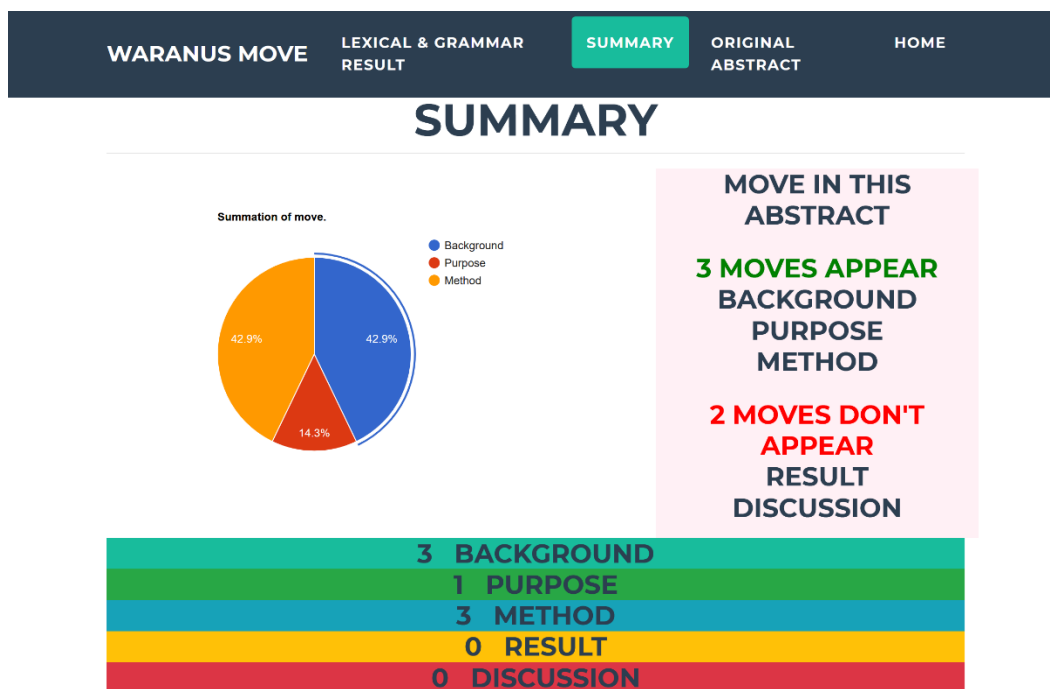 WARANUS MOVE
LEXICAL & GRAMMAR
RESULT
SUMMARY
ORIGINAL
ABSTRACT
HOME
SUMMARY
Summation of move.
Background
Purpose
Method
42.9%
42.9%
14.3%
MOVE IN THIS
ABSTRACT
3 MOVES APPEAR
BACKGROUND
PURPOSE
METHOD
2 MOVES DON'T
APPEAR
RESULT
DISCUSSION
3 BACKGROUND
1 PURPOSE
3 METHOD
0 RESULT
0 DISCUSSION